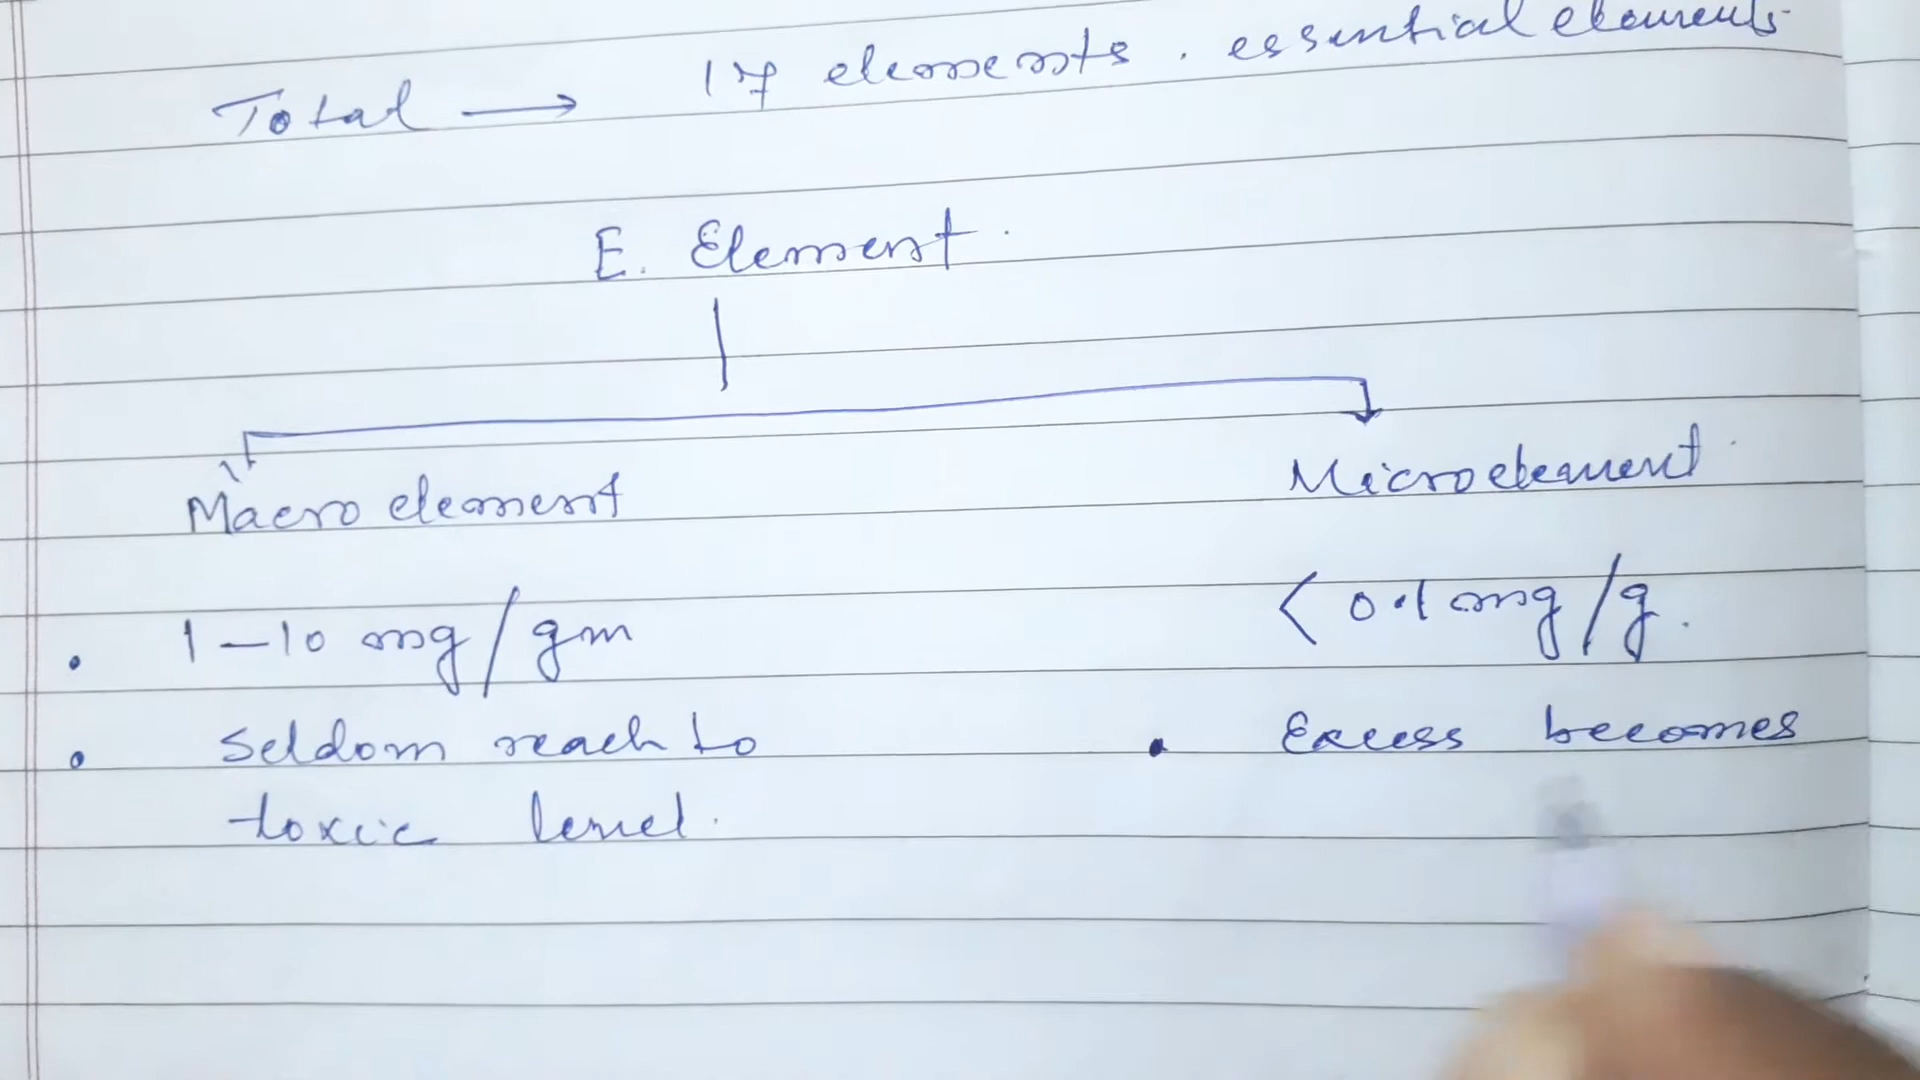 Total → 17 elements. essential elements.
E. Element.
Macro element
Microelement.
• 1-10 mg/gm
< 0.1 mg/g.
• Seldom reach to
toxic level.
• Excess becomes